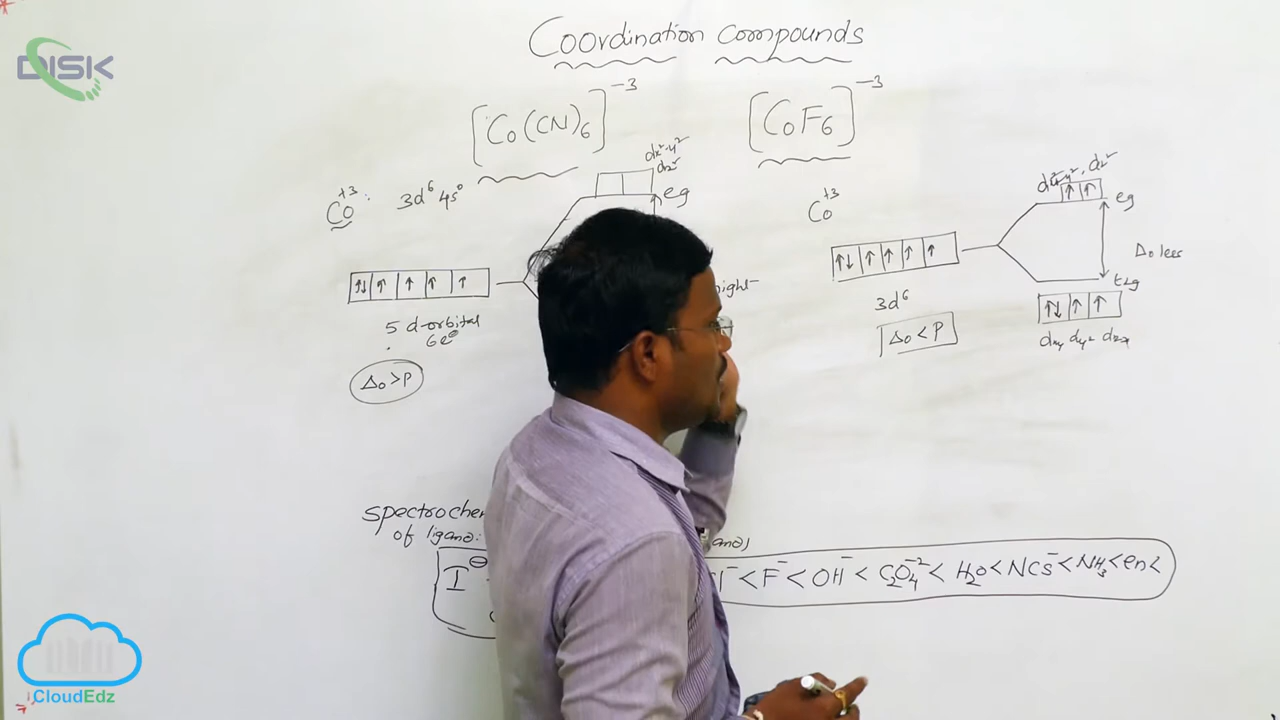 DISK
Coordination compounds
[Co(CN)6]-3
[CoF6]-3
dx²-y²
dz²
eg
Co+3: 3d⁶ 4s⁰
5 d-orbital
6e⊖
Δo>P
Co+3
dz²
eg
Δo less
t2g
3d⁶
Δo < P
dxy dyz dzx
of ligand:
I⊖
< F⁻ < OH⁻ < C2O4⁻² < H2O < NCS⁻ < NH3 < en <
CloudEdz